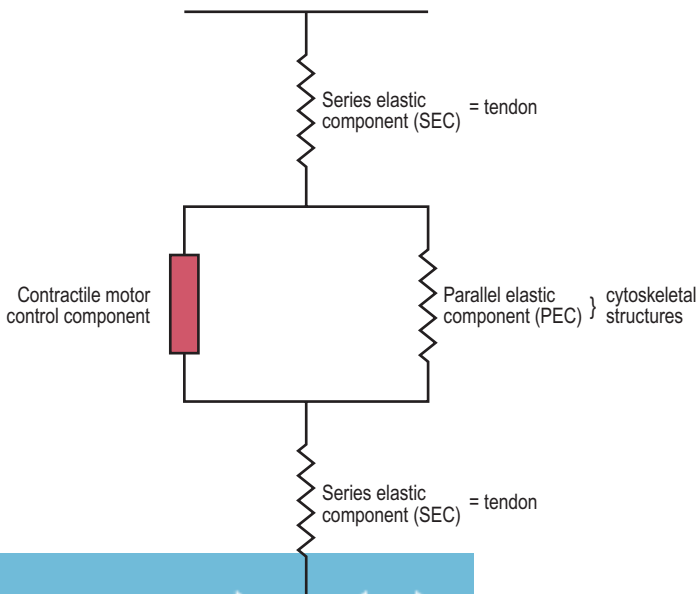 Series elastic
component (SEC) = tendon
Contractile motor
control component
Parallel elastic
component (PEC) } cytoskeletal
structures
Series elastic
component (SEC) = tendon